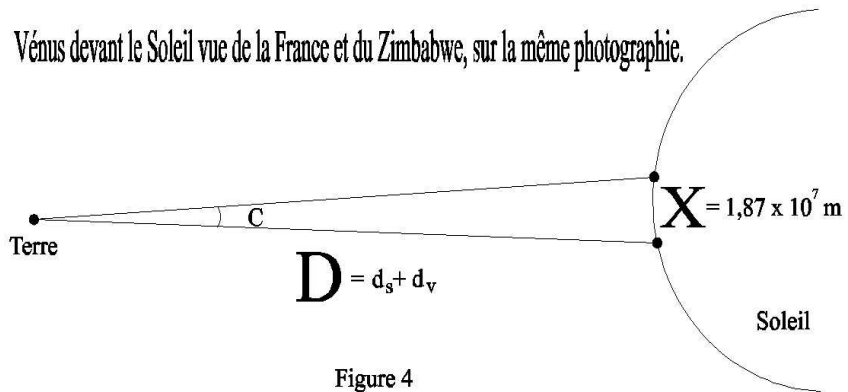 Vénus devant le Soleil vue de la France et du Zimbabwe, sur la même photographie.
C
X = 1,87 x 10⁷ m
Terre
D = dₛ+ dᵥ
Soleil
Figure 4